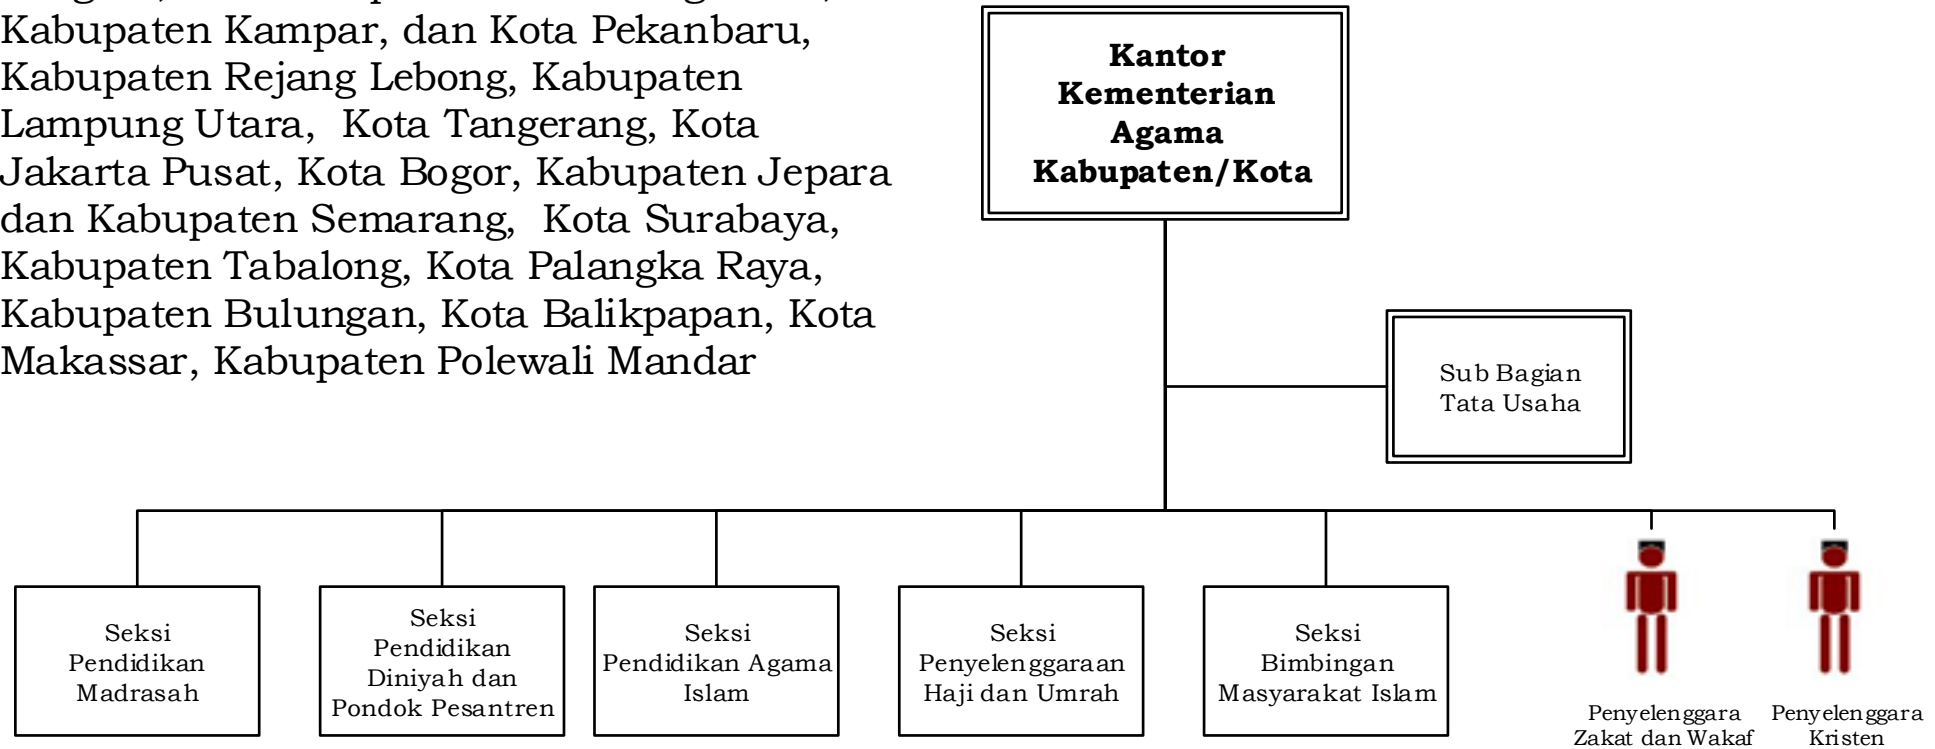 Kabupaten Kampar, dan Kota Pekanbaru,
Kabupaten Rejang Lebong, Kabupaten
Lampung Utara, Kota Tangerang, Kota
Jakarta Pusat, Kota Bogor, Kabupaten Jepara
dan Kabupaten Semarang, Kota Surabaya,
Kabupaten Tabalong, Kota Palangka Raya,
Kabupaten Bulungan, Kota Balikpapan, Kota
Makassar, Kabupaten Polewali Mandar
Kantor
Kementerian
Agama
Kabupaten/Kota
Sub Bagian
Tata Usaha
Seksi
Pendidikan
Madrasah
Seksi
Pendidikan
Diniyah dan
Pondok Pesantren
Seksi
Pendidikan Agama
Islam
Seksi
Penyelenggaraan
Haji dan Umrah
Seksi
Bimbingan
Masyarakat Islam
Penyelenggara
Zakat dan Wakaf
Penyelenggara
Kristen